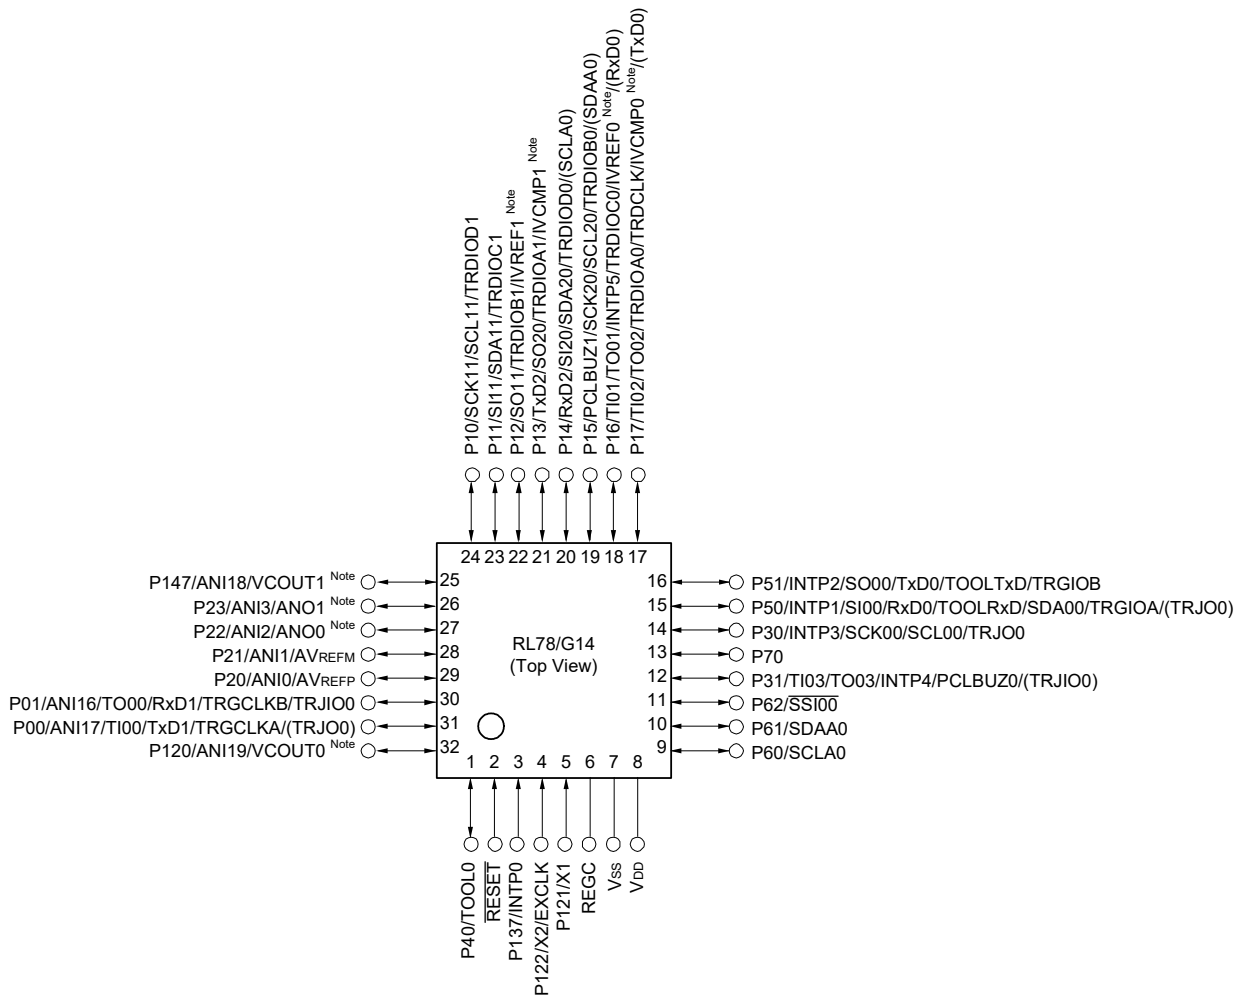 P10/SCK11/SCL11/TRDIOD1
P11/SI11/SDA11/TRDIOC1
P12/SO11/TRDIOB1/IVREF1 Note
P13/TxD2/SO20/TRDIOA1/IVCMP1 Note
P14/RxD2/SI20/SDA20/TRDIOD0/(SCLA0)
P15/PCLBUZ1/SCK20/SCL20/TRDIOB0/(SDAA0)
P16/TI01/TO01/INTP5/TRDIOC0/IVREF0 Note/(RxD0)
P17/TI02/TO02/TRDIOA0/TRDCLK/IVCMP0 Note/(TxD0)
24 23 22 21 20 19 18 17
P147/ANI18/VCOUT1 Note 25
P23/ANI3/ANO1 Note 26
P22/ANI2/ANO0 Note 27
P21/ANI1/AVREFM 28
P20/ANI0/AVREFP 29
P01/ANI16/TO00/RxD1/TRGCLKB/TRJIO0 30
P00/ANI17/TI00/TxD1/TRGCLKA/(TRJO0) 31
P120/ANI19/VCOUT0 Note 32
RL78/G14
(Top View)
16 P51/INTP2/SO00/TxD0/TOOLTxD/TRGIOB
15 P50/INTP1/SI00/RxD0/TOOLRxD/SDA00/TRGIOA/(TRJO0)
14 P30/INTP3/SCK00/SCL00/TRJO0
13 P70
12 P31/TI03/TO03/INTP4/PCLBUZ0/(TRJIO0)
11 P62/SSI00
10 P61/SDAA0
9 P60/SCLA0
1 2 3 4 5 6 7 8
P40/TOOL0
RESET
P137/INTP0
P122/X2/EXCLK
P121/X1
REGC
VSS
VDD